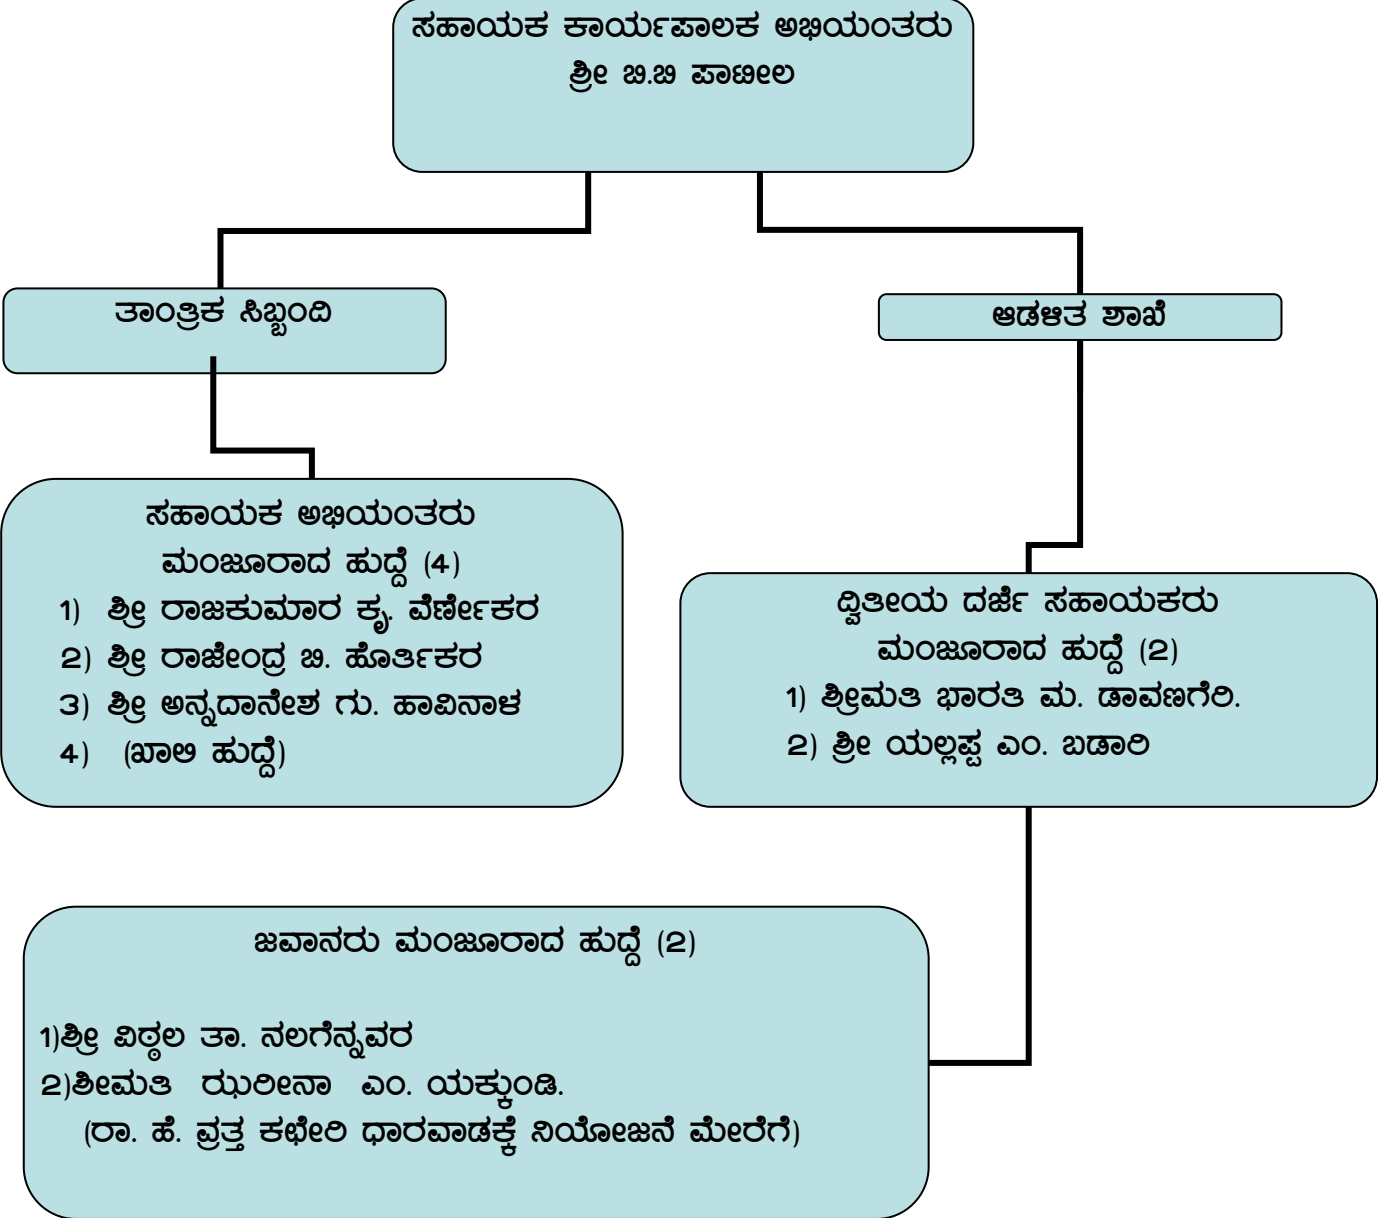 ಸಹಾಯಕ ಕಾರ್ಯಪಾಲಕ ಅಭಿಯಂತರು
ಶ್ರೀ ಬಿ.ಬಿ ಪಾಟೀಲ
ತಾಂತ್ರಿಕ ಸಿಬ್ಬಂದಿ
ಆಡಳಿತ ಶಾಖೆ
ಸಹಾಯಕ ಅಭಿಯಂತರು
ಮಂಜೂರಾದ ಹುದ್ದೆ (4)
1) ಶ್ರೀ ರಾಜಕುಮಾರ ಕೃ. ವೆರ್ಣೇಕರ
2) ಶ್ರೀ ರಾಜೇಂದ್ರ ಬಿ. ಹೊರ್ತಿಕರ
3) ಶ್ರೀ ಅನ್ನದಾನೇಶ ಗು. ಹಾವಿನಾಳ
4) (ಖಾಲಿ ಹುದ್ದೆ)
ದ್ವಿತೀಯ ದರ್ಜೆ ಸಹಾಯಕರು
ಮಂಜೂರಾದ ಹುದ್ದೆ (2)
1) ಶ್ರೀಮತಿ ಭಾರತಿ ಮ. ಡಾವಣಗೆರಿ.
2) ಶ್ರೀ ಯಲ್ಲಪ್ಪ ಎಂ. ಬಡಾರಿ
ಜವಾನರು ಮಂಜೂರಾದ ಹುದ್ದೆ (2)
1)ಶ್ರೀ ವಿಠ್ಠಲ ತಾ. ನಲಗೆನ್ನವರ
2)ಶೀಮತಿ ಝರೀನಾ ಎಂ. ಯಕ್ಕುಂಡಿ.
(ರಾ. ಹೆ. ವ್ರತ್ತ ಕಛೇರಿ ಧಾರವಾಡಕ್ಕೆ ನಿಯೋಜನೆ ಮೇರೆಗೆ)